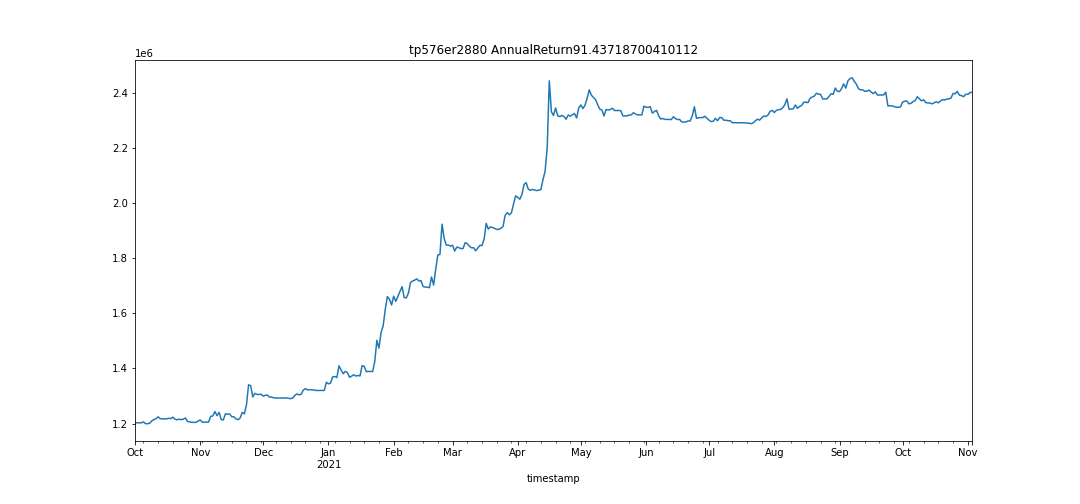 tp576er2880 AnnualReturn91.43718700410112
1e6
2.4
2.2
2.0
1.8
1.6
1.4
1.2
Oct Nov Dec Jan Feb Mar Apr May Jun Jul Aug Sep Oct Nov
2021
timestamp